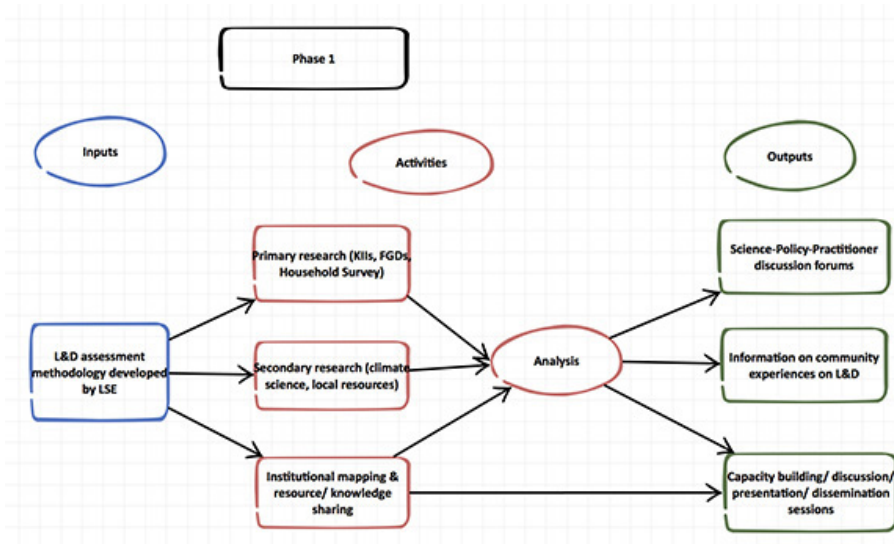 Phase 1
Inputs
Activities
Outputs
Primary research (KIIs, FGDs,
Household Survey)
Science-Policy-Practitioner
discussion forums
L&D assessment
methodology developed
by LSE
Secondary research (climate
science, local resources)
Analysis
Information on community
experiences on L&D
Institutional mapping &
resource/ knowledge
sharing
Capacity building/ discussion/
presentation/ dissemination
sessions